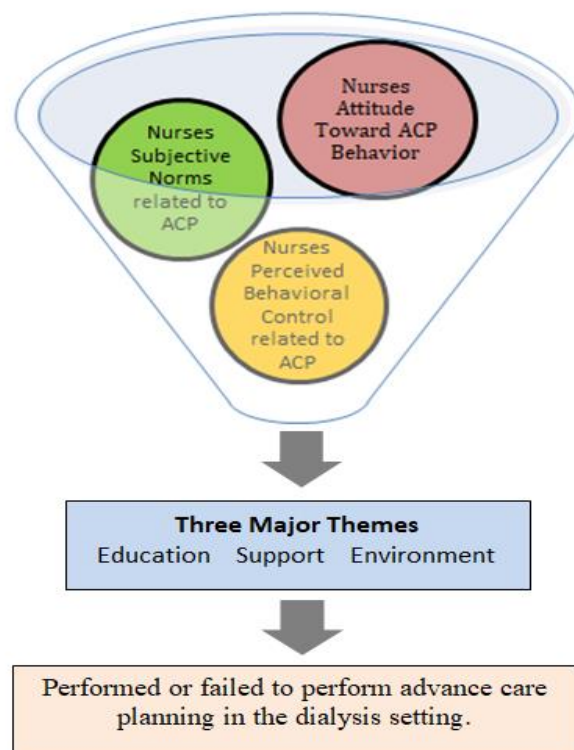 Nurses
Attitude
Toward ACP
Behavior
Nurses
Subjective
Norms
related to
ACP
Nurses
Perceived
Behavioral
Control
related to
ACP
Three Major Themes
Education Support Environment
Performed or failed to perform advance care
planning in the dialysis setting.